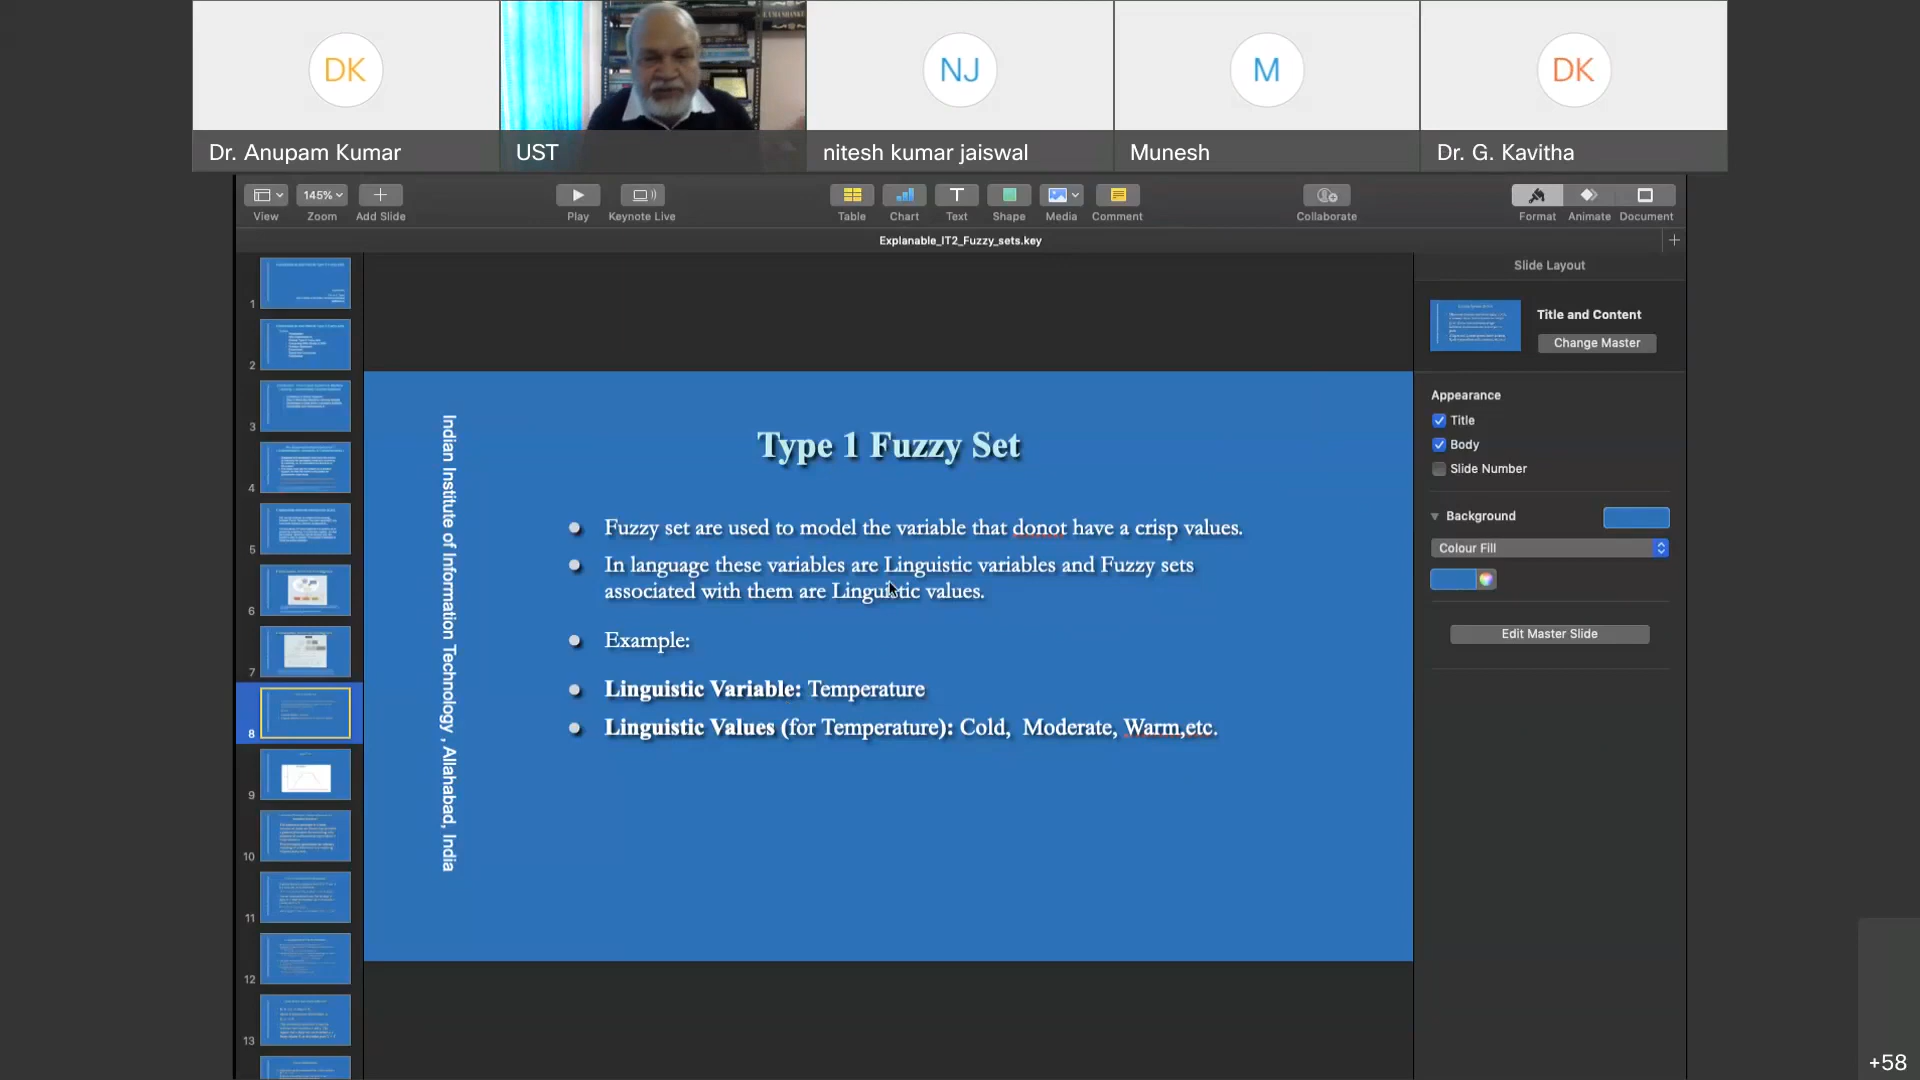 DK
NJ
M
DK
Dr. Anupam Kumar
UST
nitesh kumar jaiswal
Munesh
Dr. G. Kavitha
145%
View
Zoom
Add Slide
Play
Keynote Live
Table
Chart
Text
Shape
Media
Comment
Collaborate
Format
Animate
Document
Explanable_IT2_Fuzzy_sets.key
1
2
3
4
5
6
7
8
9
10
11
12
13
Indian Institute of Information Technology , Allahabad, India
Type 1 Fuzzy Set
Fuzzy set are used to model the variable that donot have a crisp values.
In language these variables are Linguistic variables and Fuzzy sets
associated with them are Linguistic values.
Example:
Linguistic Variable: Temperature
Linguistic Values (for Temperature): Cold, Moderate, Warm,etc.
Slide Layout
Title and Content
Change Master
Appearance
Title
Body
Slide Number
Background
Colour Fill
Edit Master Slide
+58